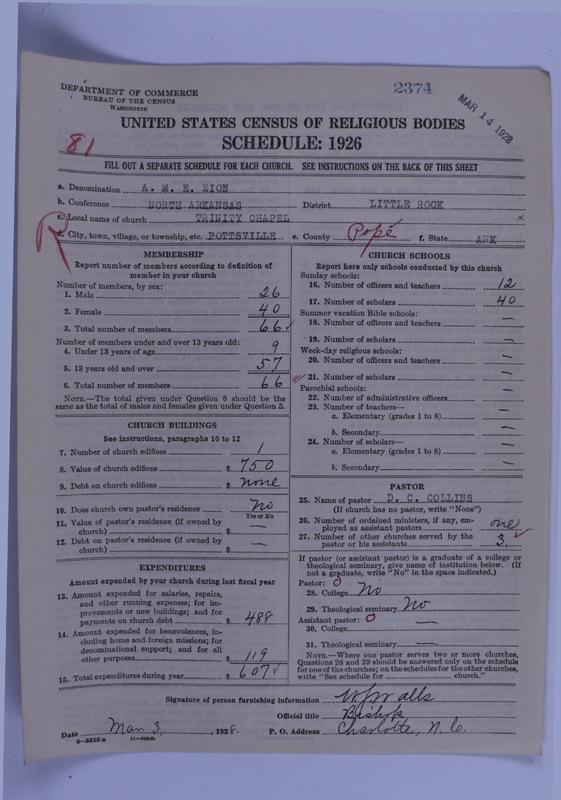 2374
MAR 14 1928
DEPARTMENT OF COMMERCE
BUREAU OF THE CENSUS
WASHINGTON
81
UNITED STATES CENSUS OF RELIGIOUS BODIES
SCHEDULE: 1926
FILL OUT A SEPARATE SCHEDULE FOR EACH CHURCH. SEE INSTRUCTIONS ON THE BACK OF THIS SHEET
a. Denomination A. M. E. ZION
b. Conference NORTH ARKANSAS District LITTLE ROCK
c. Local name of church TRINITY CHAPEL
R
d. City, town, village, or township, etc. POTTSVILLE e. County Pope f. State ARK
MEMBERSHIP
Report number of members according to definition of member in your church
Number of members, by sex:
1. Male 26
2. Female 40
3. Total number of members 66
Number of members under and over 13 years old:
4. Under 13 years of age 9
5. 13 years old and over 57
6. Total number of members 66
NOTE.—The total given under Question 6 should be the same as the total of males and females given under Question 3.
CHURCH BUILDINGS
See instructions, paragraphs 10 to 12
7. Number of church edifices 1
8. Value of church edifices $ 750
9. Debt on church edifices $ none
10. Does church own pastor's residence no
Yes or No
11. Value of pastor's residence (if owned by church) $ —
12. Debt on pastor's residence (if owned by church) $ —
EXPENDITURES
Amount expended by your church during last fiscal year
13. Amount expended for salaries, repairs, and other running expenses; for improvements or new buildings; and for payments on church debt $ 488
14. Amount expended for benevolences, including home and foreign missions; for denominational support; and for all other purposes $ 119
15. Total expenditures during year $ 607
CHURCH SCHOOLS
Report here only schools conducted by this church
Sunday schools:
16. Number of officers and teachers 12
17. Number of scholars 40
Summer vacation Bible schools:
18. Number of officers and teachers —
19. Number of scholars —
Week-day religious schools:
20. Number of officers and teachers —
21. Number of scholars —
Parochial schools:
22. Number of administrative officers —
23. Number of teachers—
a. Elementary (grades 1 to 8) —
b. Secondary —
24. Number of scholars—
a. Elementary (grades 1 to 8) —
b. Secondary —
PASTOR
25. Name of pastor D. C. COLLINS
(If church has no pastor, write "None")
26. Number of ordained ministers, if any, employed as assistant pastors one
27. Number of other churches served by the pastor or his assistants 3
If pastor (or assistant pastor) is a graduate of a college or theological seminary, give name of institution below. (If not a graduate, write "No" in the space indicated.)
Pastor: 0
28. College No
29. Theological seminary No
Assistant pastor: 0
30. College —
31. Theological seminary —
NOTE.—Where one pastor serves two or more churches, Questions 28 and 29 should be answered only on the schedule for one of the churches; on the schedules for the other churches, write "See schedule for church."
Signature of person furnishing information W. J. Walls
Official title Bishop
Date Mar 3, 1928. P. O. Address Charlotte, N. C.